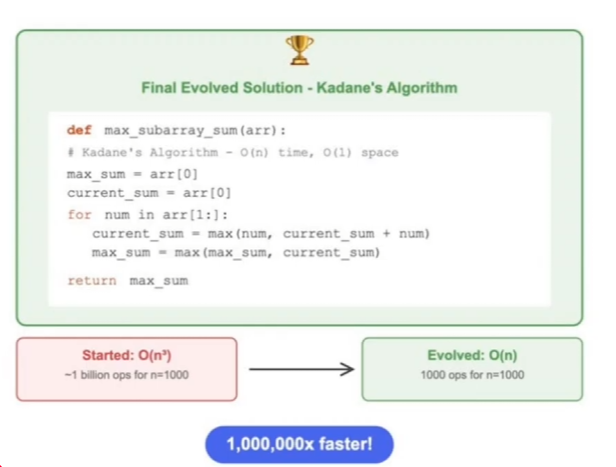 Final Evolved Solution - Kadane's Algorithm
def max_subarray_sum(arr):
# Kadane's Algorithm - O(n) time, O(1) space
max_sum = arr[0]
current_sum = arr[0]
for num in arr[1:]:
current_sum = max(num, current_sum + num)
max_sum = max(max_sum, current_sum)
return max_sum
Started: O(n³)
~1 billion ops for n=1000
Evolved: O(n)
1000 ops for n=1000
1,000,000x faster!